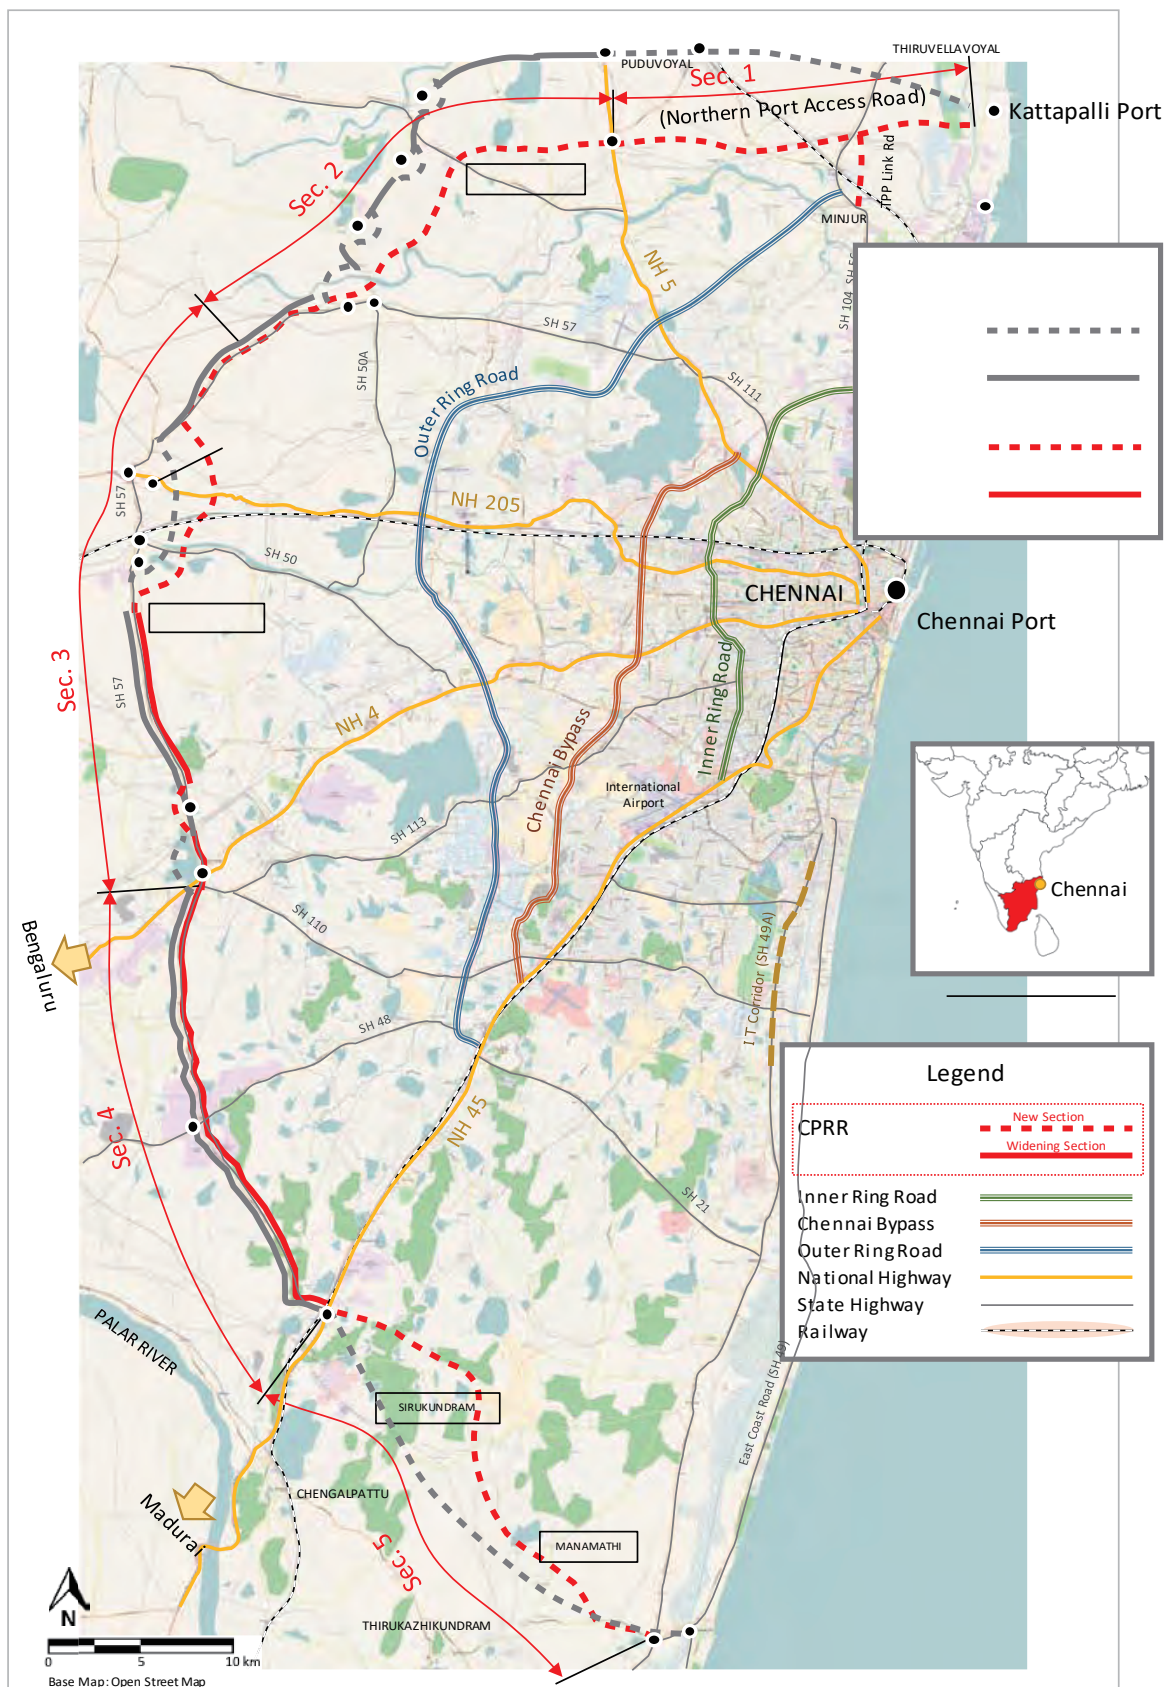 THIRUVELLAVOYAL
PUDUVOYAL
Sec. 1
(Northern Port Access Road)
Kattapalli Port
TPP Link Rd
Sec. 2
MINJUR
NH 5
SH 104
SH 57
SH 50A
SH 111
Outer Ring Road
SH 57
NH 205
SH 50
CHENNAI
Chennai Port
Sec. 3
SH 57
NH 4
Inner Ring Road
Chennai Bypass
International
Airport
SH 113
Chennai
SH 110
Bengaluru
I T Corridor (SH 49A)
SH 48
Legend
CPRR
New Section
Widening Section
Inner Ring Road
Chennai Bypass
Outer Ring Road
National Highway
State Highway
Railway
Sec. 4
NH 45
SH 21
PALAR RIVER
East Coast Road (SH 49)
SIRUKUNDRAM
CHENGALPATTU
Madurai
MANAMATHI
Sec. 5
THIRUKAZHIKUNDRAM
N
0 5 10 km
Base Map: Open Street Map